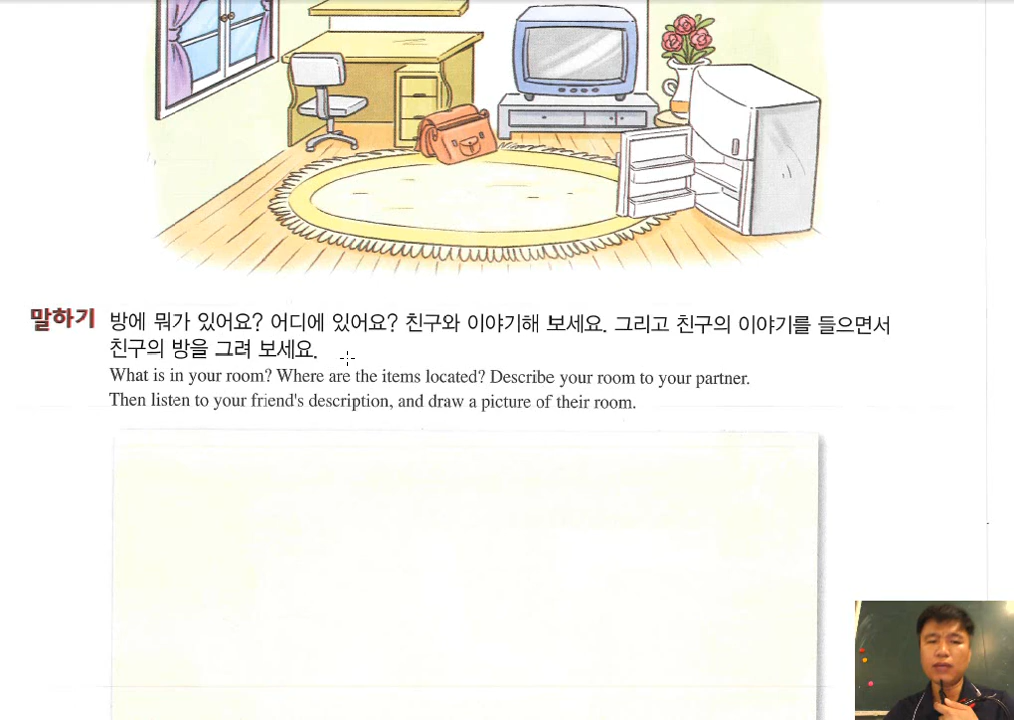 말하기 방에 뭐가 있어요? 어디에 있어요? 친구와 이야기해 보세요. 그리고 친구의 이야기를 들으면서
친구의 방을 그려 보세요.
What is in your room? Where are the items located? Describe your room to your partner.
Then listen to your friend's description, and draw a picture of their room.